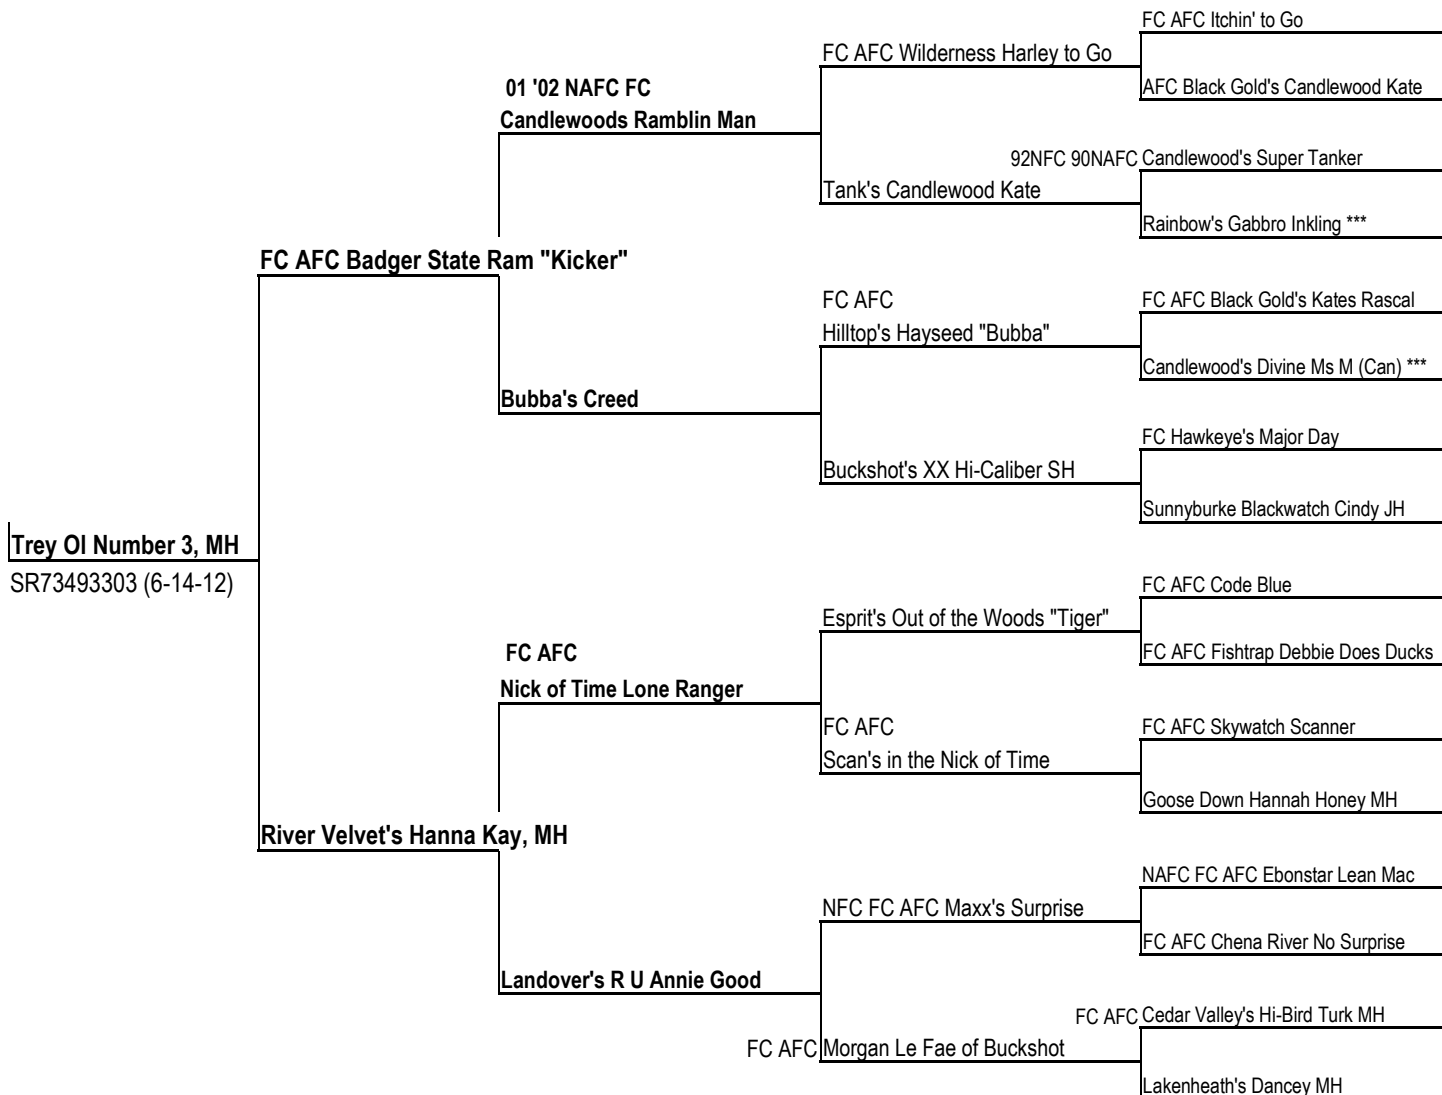 FC AFC Itchin' to Go
FC AFC Wilderness Harley to Go
01 '02 NAFC FC
AFC Black Gold's Candlewood Kate
Candlewoods Ramblin Man
92NFC 90NAFC Candlewood's Super Tanker
Tank's Candlewood Kate
Rainbow's Gabbro Inkling ***
FC AFC Badger State Ram "Kicker"
FC AFC
FC AFC Black Gold's Kates Rascal
Hilltop's Hayseed "Bubba"
Candlewood's Divine Ms M (Can) ***
Bubba's Creed
FC Hawkeye's Major Day
Buckshot's XX Hi-Caliber SH
Sunnyburke Blackwatch Cindy JH
Trey Ol Number 3, MH
SR73493303 (6-14-12)
FC AFC Code Blue
Esprit's Out of the Woods "Tiger"
FC AFC
FC AFC Fishtrap Debbie Does Ducks
Nick of Time Lone Ranger
FC AFC
FC AFC Skywatch Scanner
Scan's in the Nick of Time
Goose Down Hannah Honey MH
River Velvet's Hanna Kay, MH
NAFC FC AFC Ebonstar Lean Mac
NFC FC AFC Maxx's Surprise
FC AFC Chena River No Surprise
Landover's R U Annie Good
FC AFC Cedar Valley's Hi-Bird Turk MH
FC AFC Morgan Le Fae of Buckshot
Lakenheath's Dancey MH